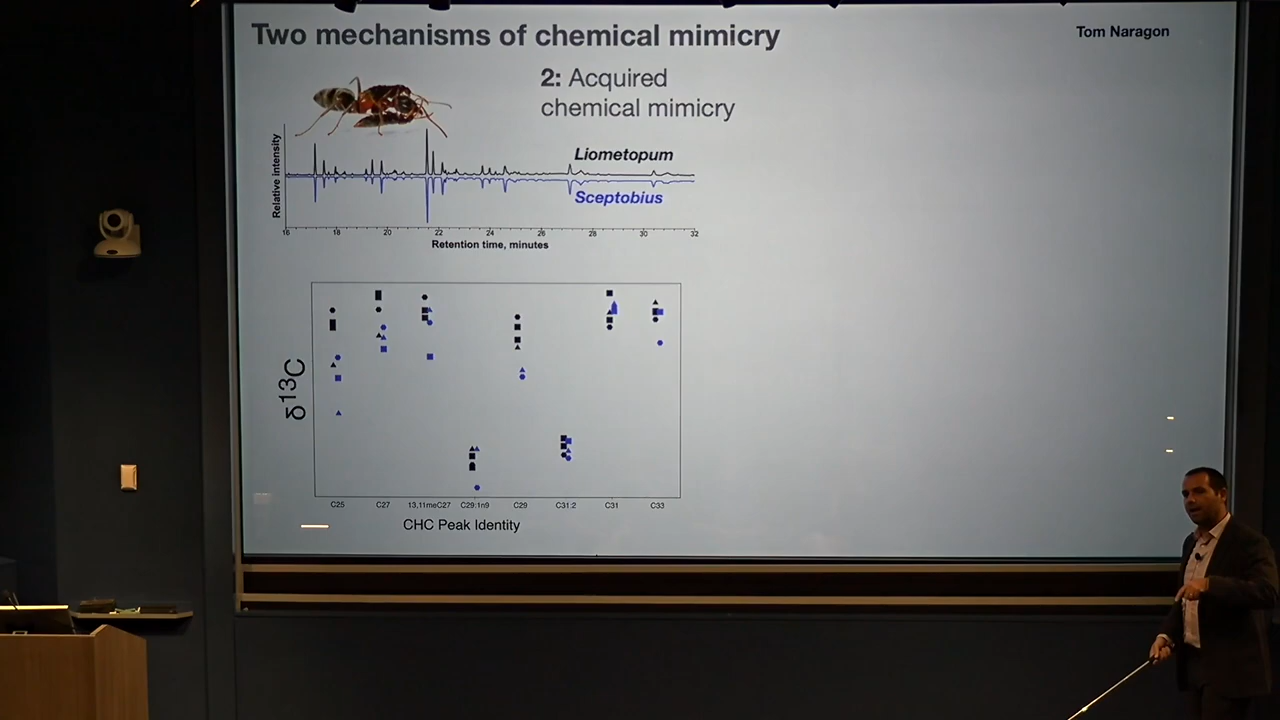 Two mechanisms of chemical mimicry
Tom Naragon
2: Acquired
chemical mimicry
Relative intensity
Liometopum
Sceptobius
16 18 20 22 24 26 28 30 32
Retention time, minutes
δ13C
C25 C27 13,11meC27 C29:1n9 C29 C31:2 C31 C33
CHC Peak Identity